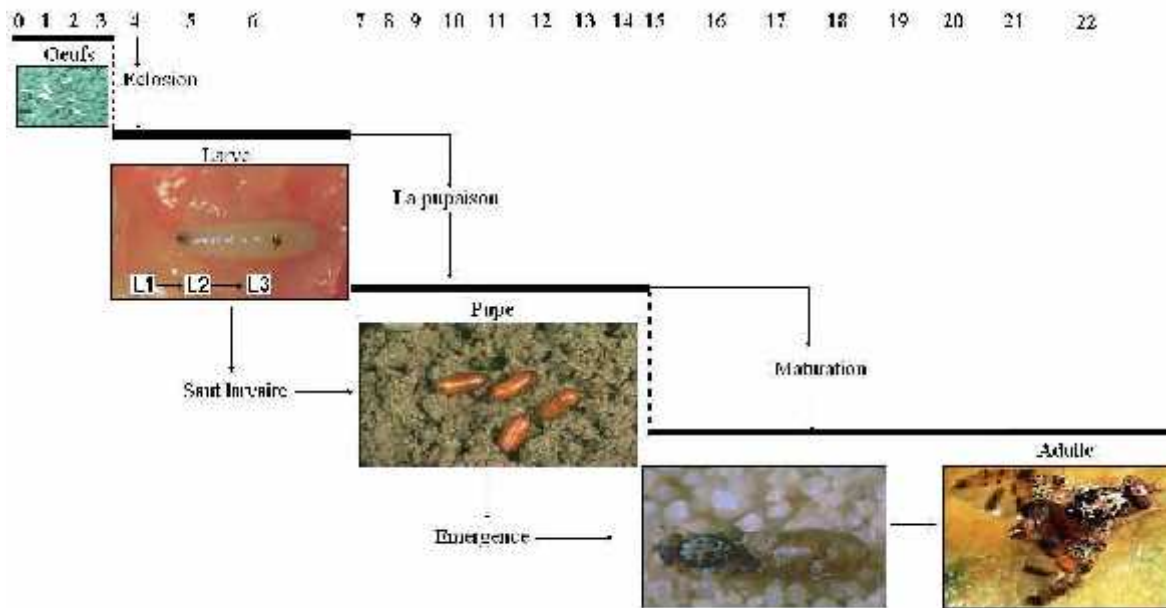 0 1 2 3 4 5 6 7 8 9 10 11 12 13 14 15 16 17 18 19 20 21 22
Oeufs
Eclosion
Larve
La pupaison
L1 L2 L3
Pupe
Saut larvaire
Maturation
Adulte
Emergence